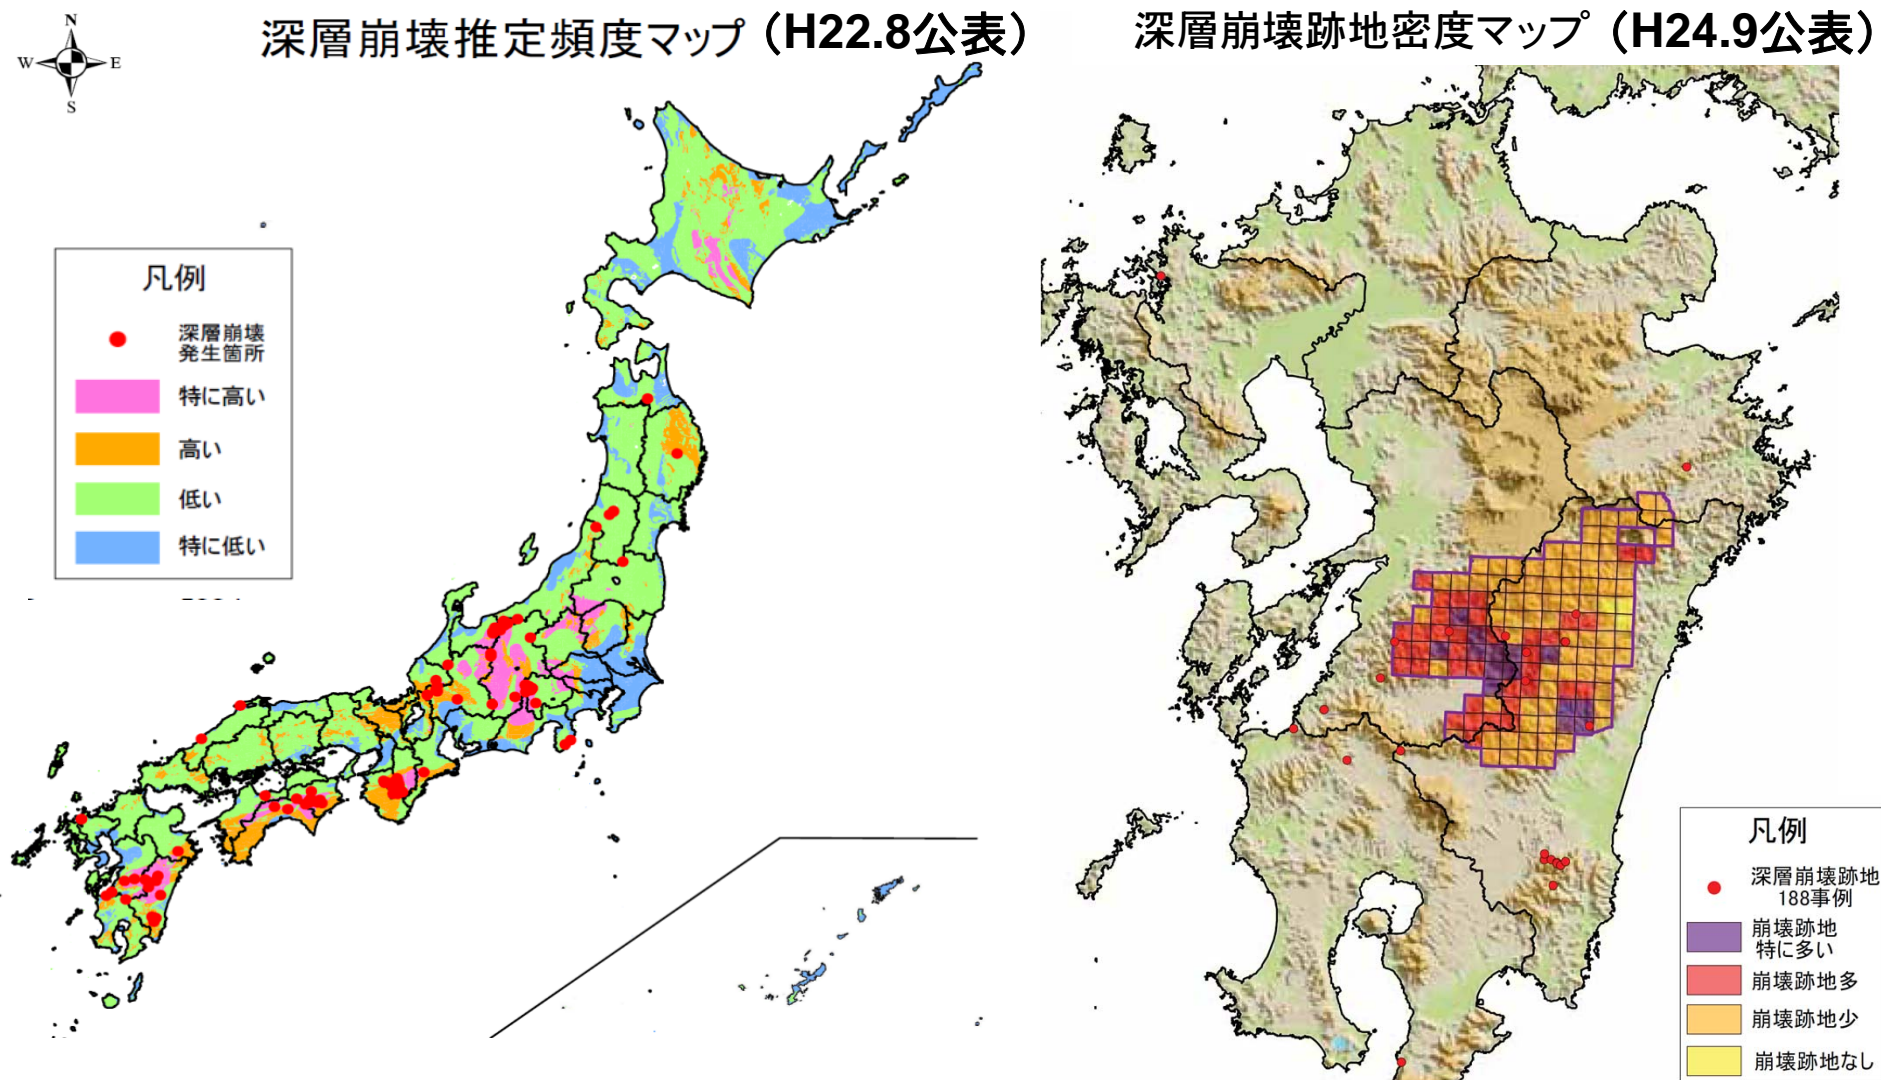 深層崩壊推定頻度マップ（H22.8公表）
N
W
E
S
凡例
深層崩壊
発生箇所
特に高い
高い
低い
特に低い
深層崩壊跡地密度マップ（H24.9公表）
凡例
深層崩壊跡地
188事例
崩壊跡地
特に多い
崩壊跡地多
崩壊跡地少
崩壊跡地なし